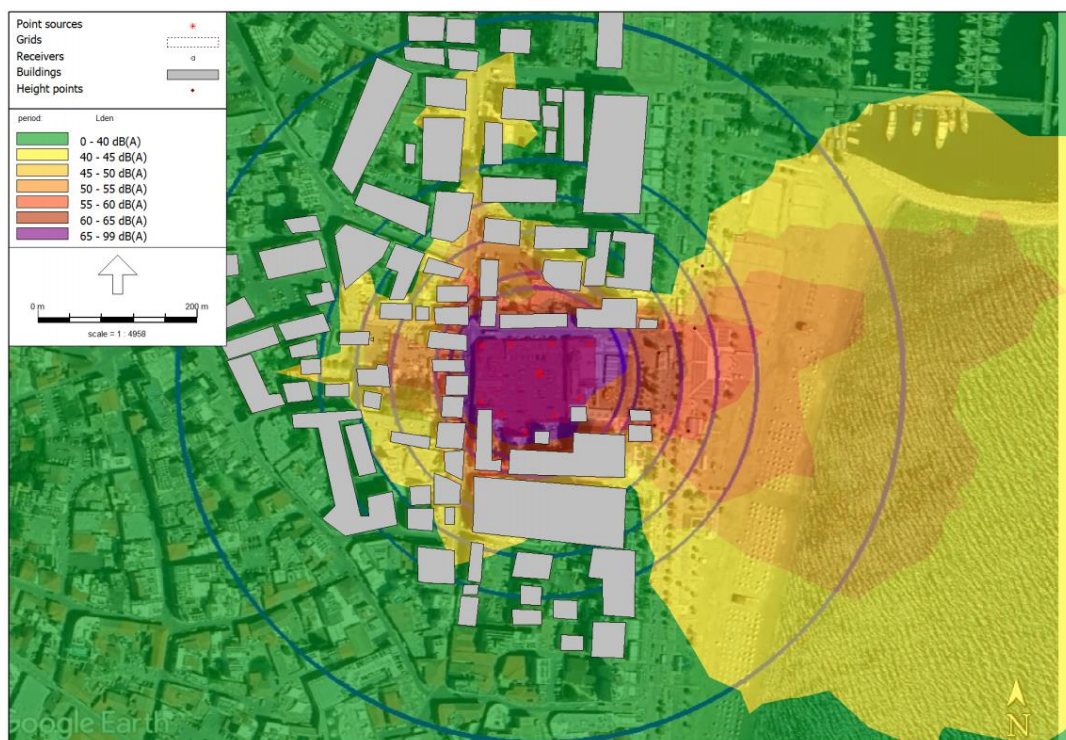 Point sources
Grids
Receivers
Buildings
Height points
period: Lden
0 - 40 dB(A)
40 - 45 dB(A)
45 - 50 dB(A)
50 - 55 dB(A)
55 - 60 dB(A)
60 - 65 dB(A)
65 - 99 dB(A)
0 m 200 m
scale = 1 : 4958
Google Earth
N